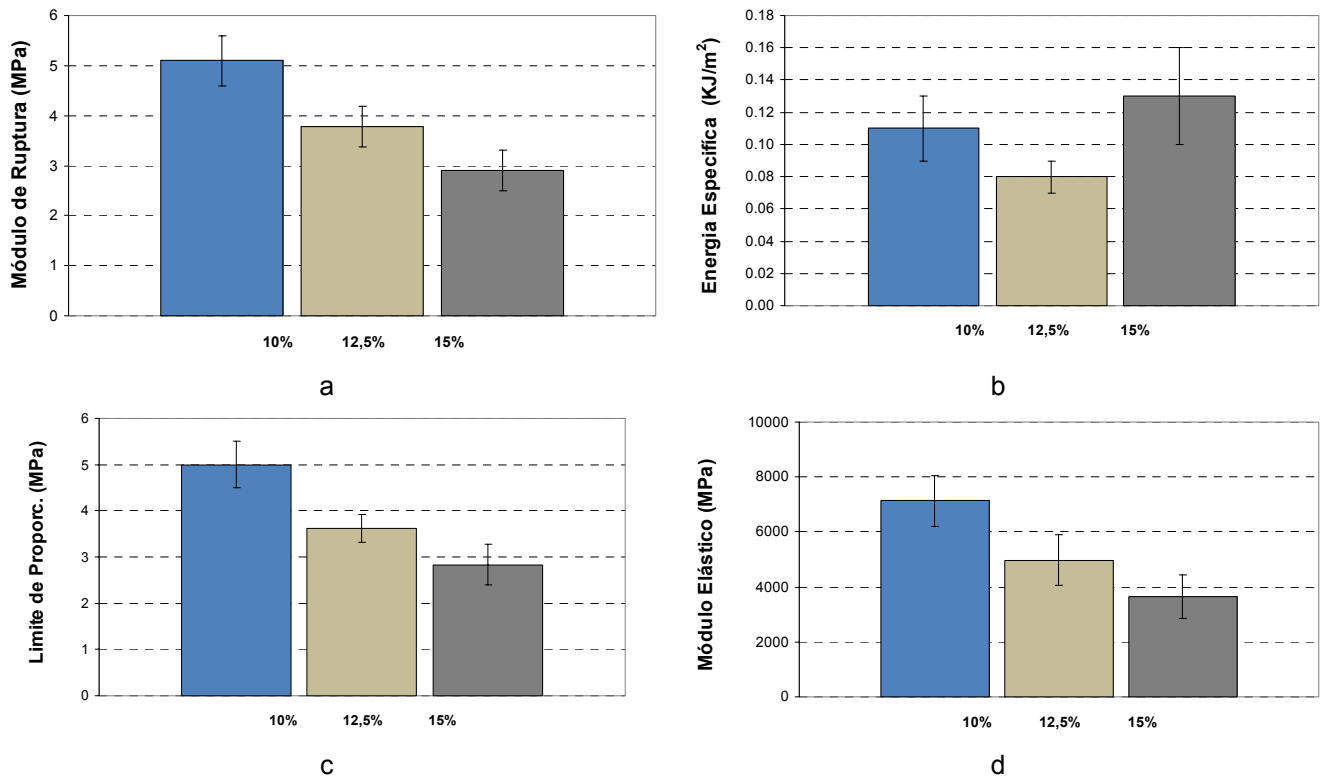 Módulo de Ruptura (MPa)
6
5
4
3
2
1
0
10% 12,5% 15%
a
Energia Especifica (KJ/m²)
0.18
0.16
0.14
0.12
0.10
0.08
0.06
0.04
0.02
0.00
10% 12,5% 15%
b
Limite de Proporc. (MPa)
6
5
4
3
2
1
0
10% 12,5% 15%
c
Módulo Elástico (MPa)
10000
8000
6000
4000
2000
0
10% 12,5% 15%
d